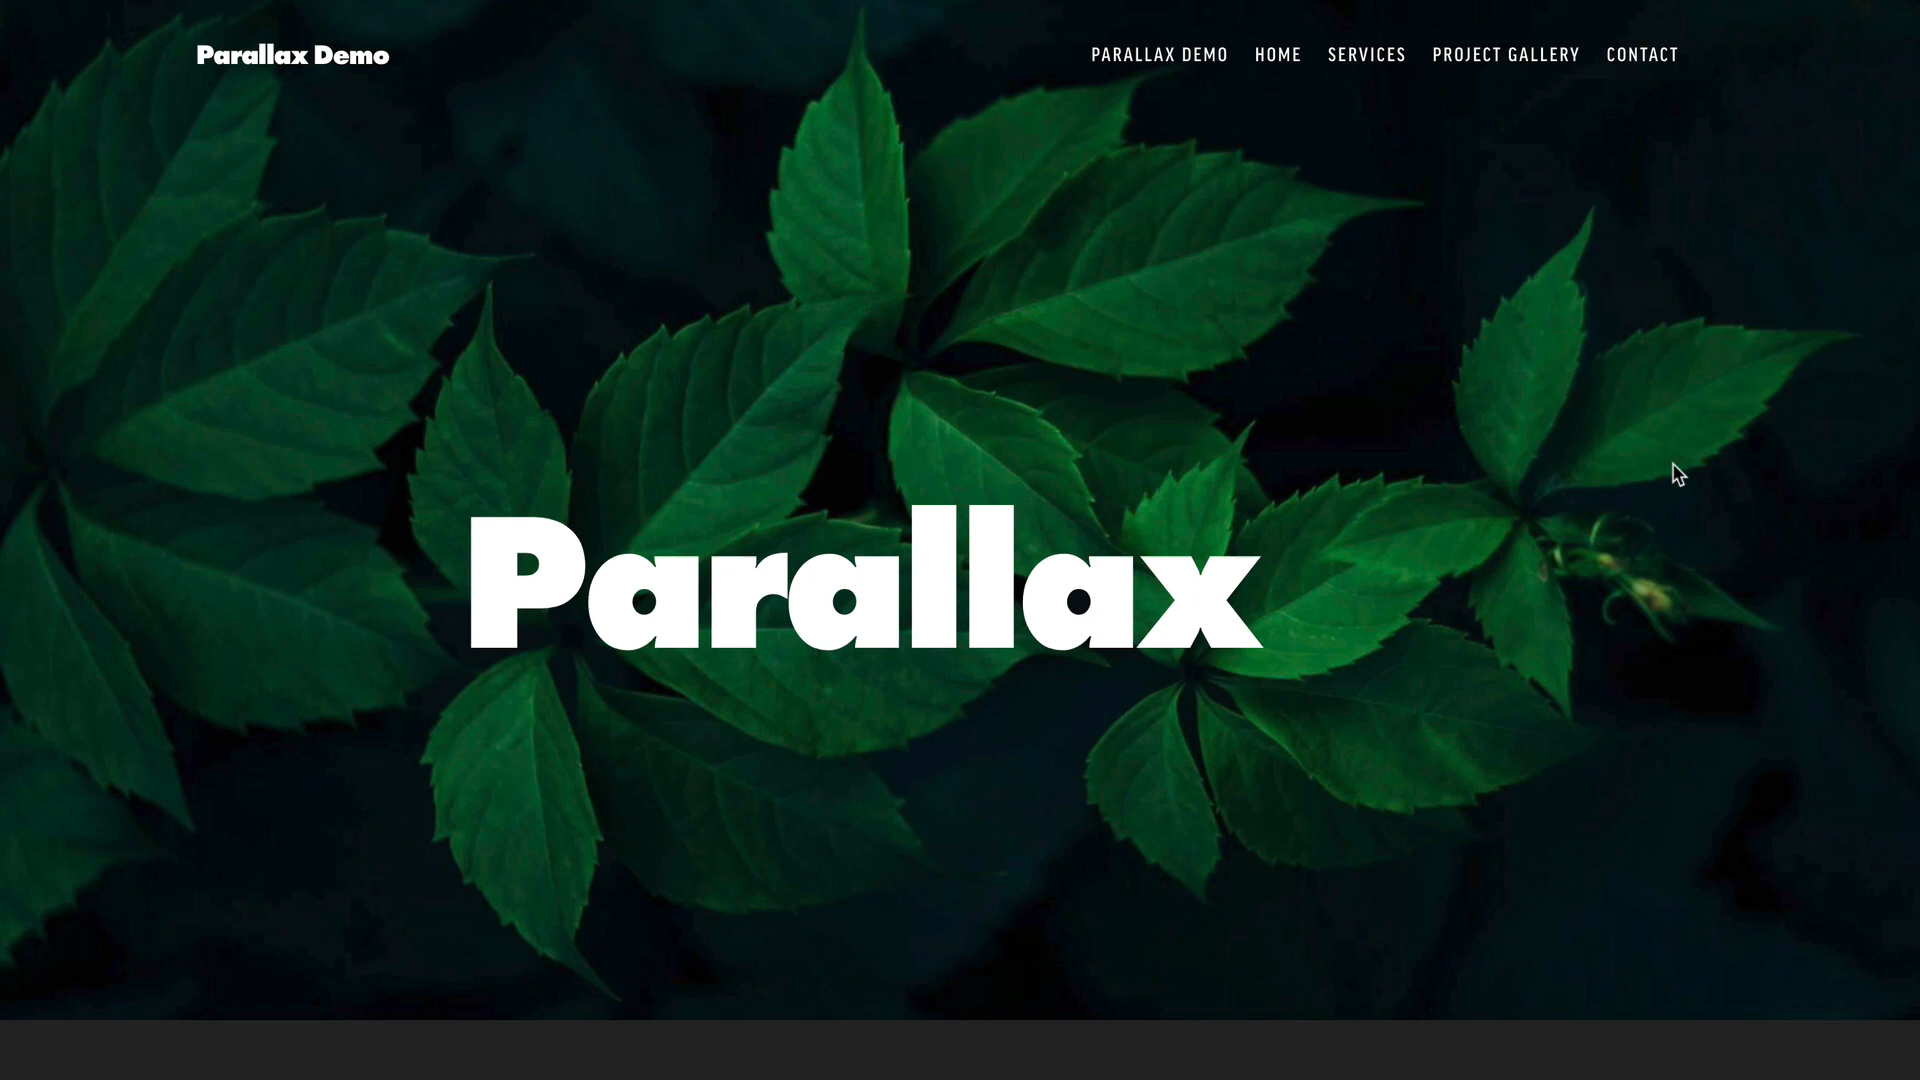 Parallax Demo
PARALLAX DEMO HOME SERVICES PROJECT GALLERY CONTACT
Parallax